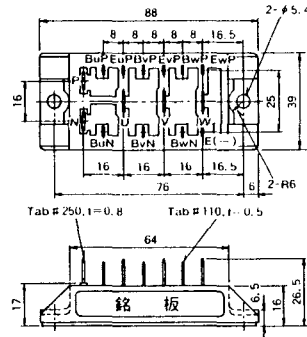 88
8 8 8 8 8 16.5
2-φ5.4
BuP EuP BvP EvP BwP EwP
P
16
N
25
39
U V W
BuN BvN BwN E(-)
2-R6
16 16 16 16.5
76 6
Tab#250,t=0.8 Tab#110,t=0.5
64
17
銘板
6.5
16
26.5